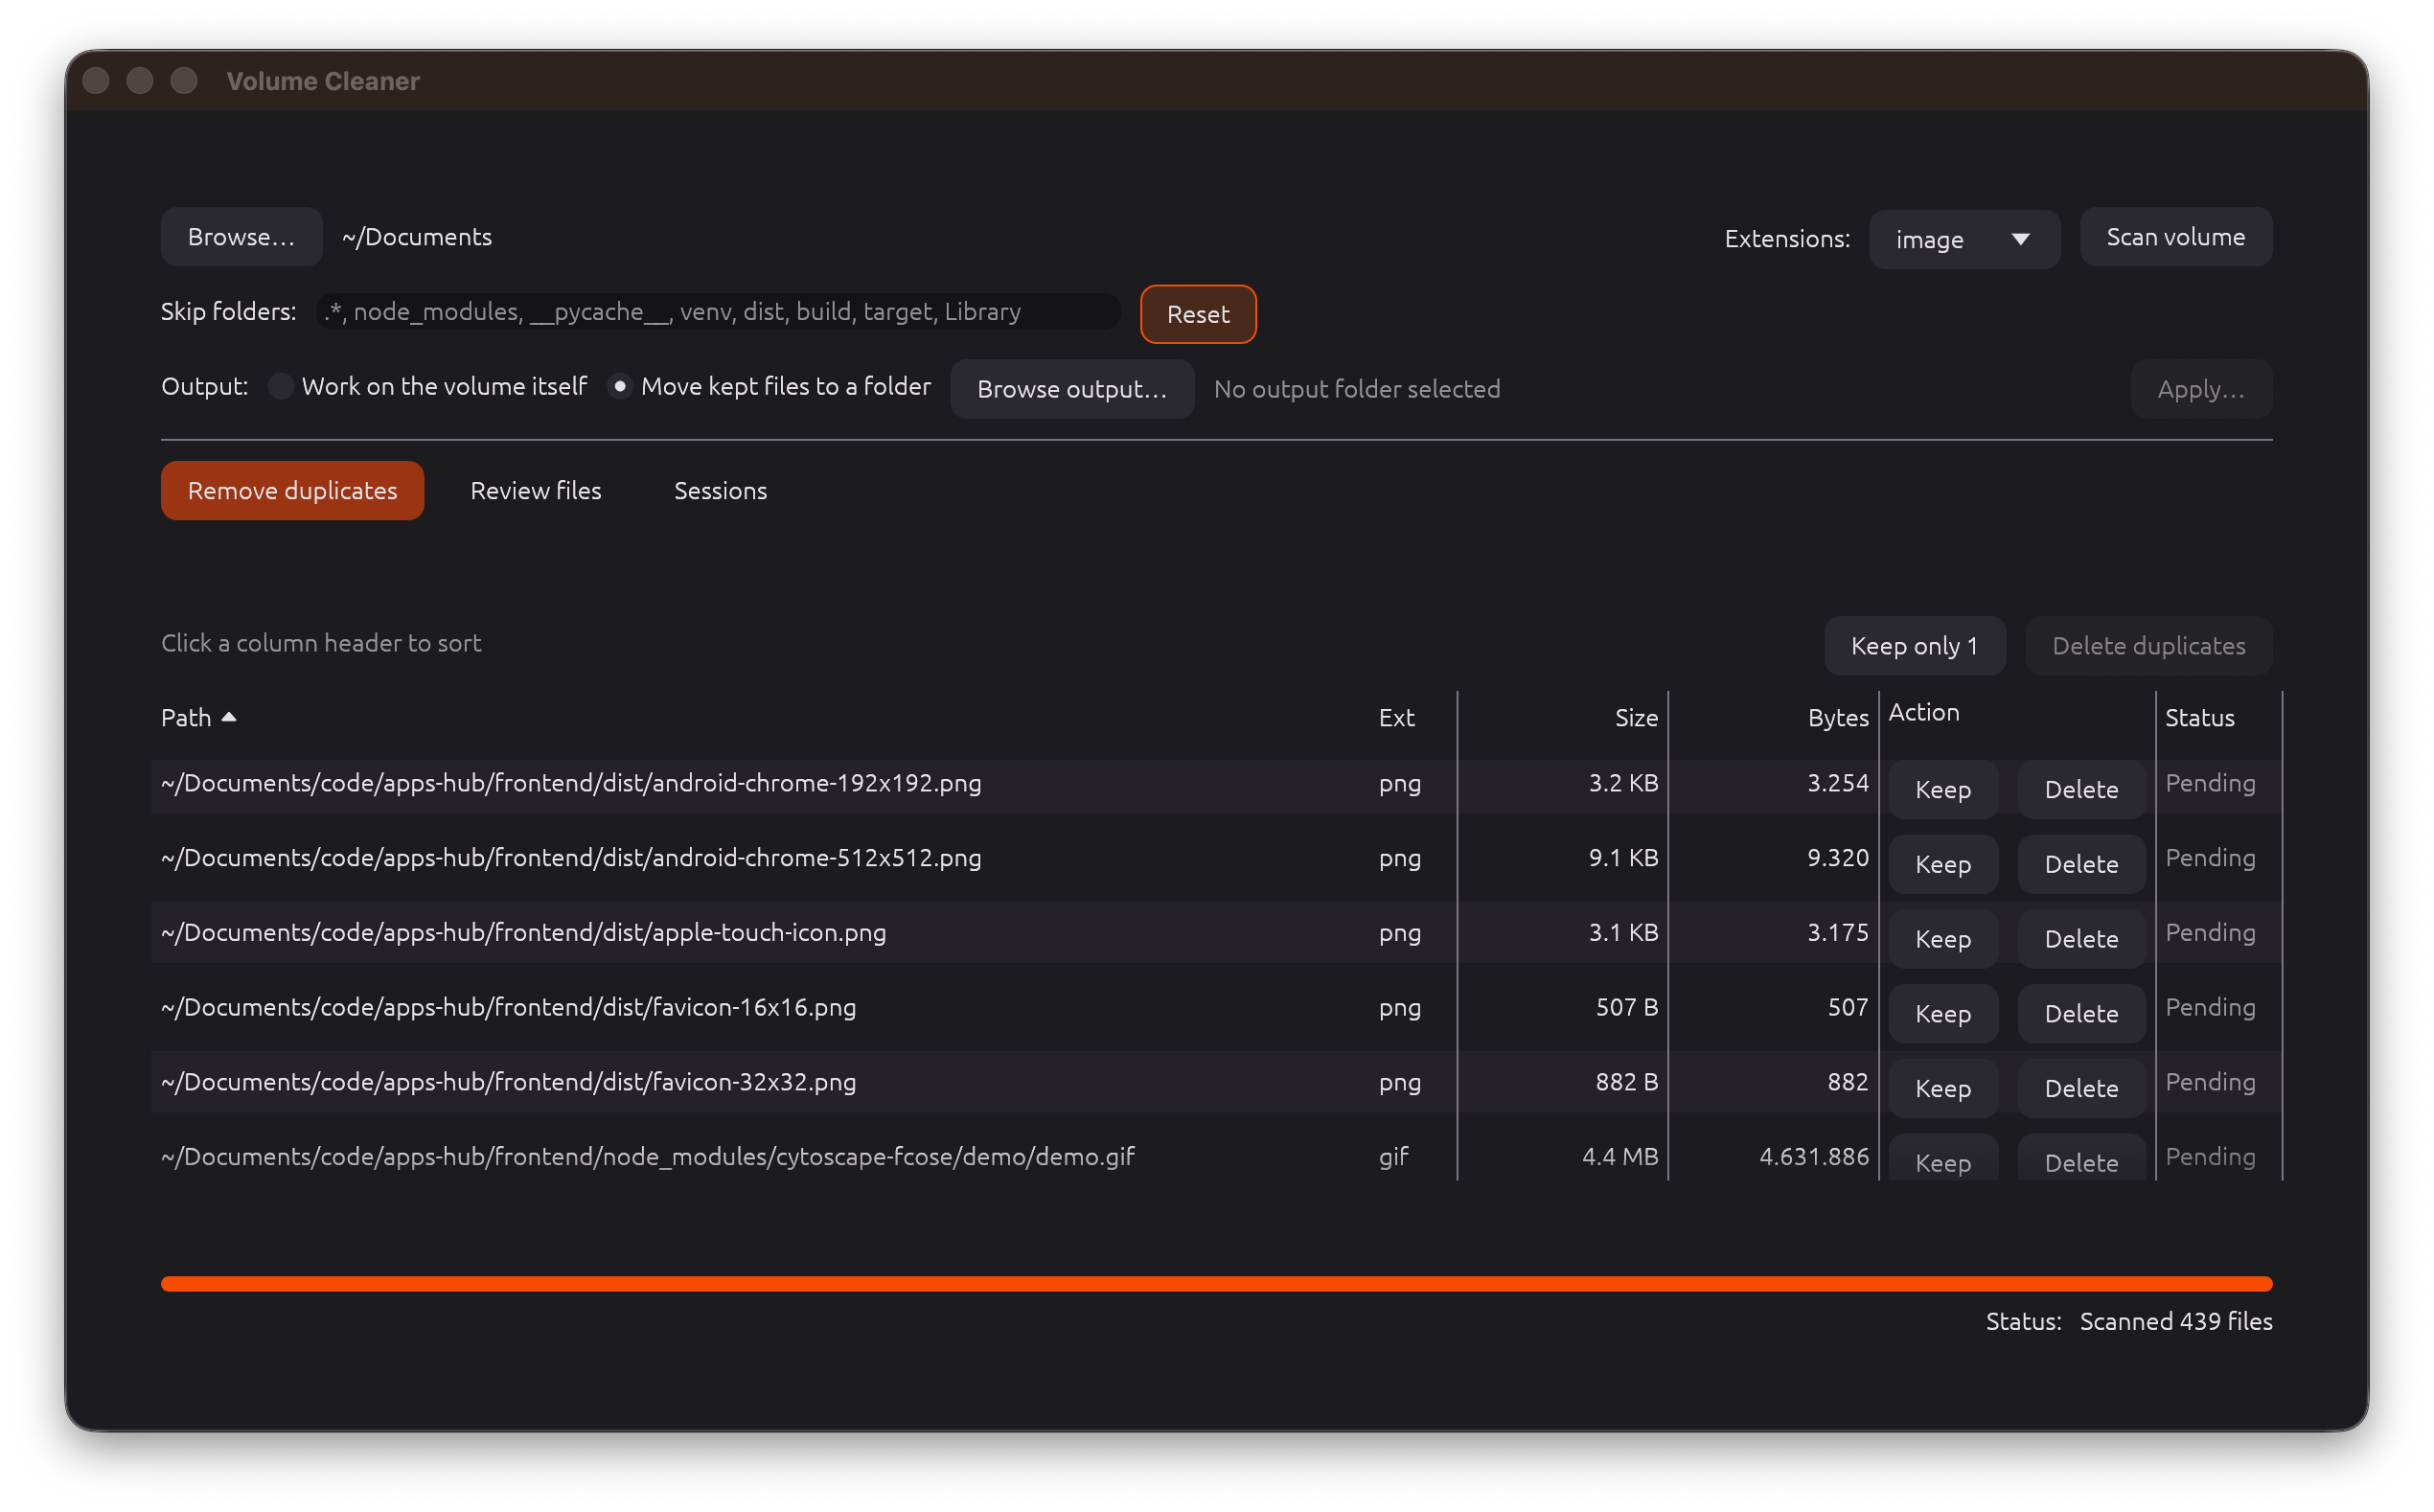 Volume Cleaner
Browse... ~/Documents Extensions: image Scan volume
Skip folders: .*, node_modules, __pycache__, venv, dist, build, target, Library Reset
Output: Work on the volume itself Move kept files to a folder Browse output... No output folder selected Apply...
Remove duplicates Review files Sessions
Click a column header to sort Keep only 1 Delete duplicates
Path Ext Size Bytes Action Status
~/Documents/code/apps-hub/frontend/dist/android-chrome-192x192.png png 3.2 KB 3.254 Keep Delete Pending
~/Documents/code/apps-hub/frontend/dist/android-chrome-512x512.png png 9.1 KB 9.320 Keep Delete Pending
~/Documents/code/apps-hub/frontend/dist/apple-touch-icon.png png 3.1 KB 3.175 Keep Delete Pending
~/Documents/code/apps-hub/frontend/dist/favicon-16x16.png png 507 B 507 Keep Delete Pending
~/Documents/code/apps-hub/frontend/dist/favicon-32x32.png png 882 B 882 Keep Delete Pending
~/Documents/code/apps-hub/frontend/node_modules/cytoscape-fcose/demo/demo.gif gif 4.4 MB 4.631.886 Keep Delete Pending
Status: Scanned 439 files